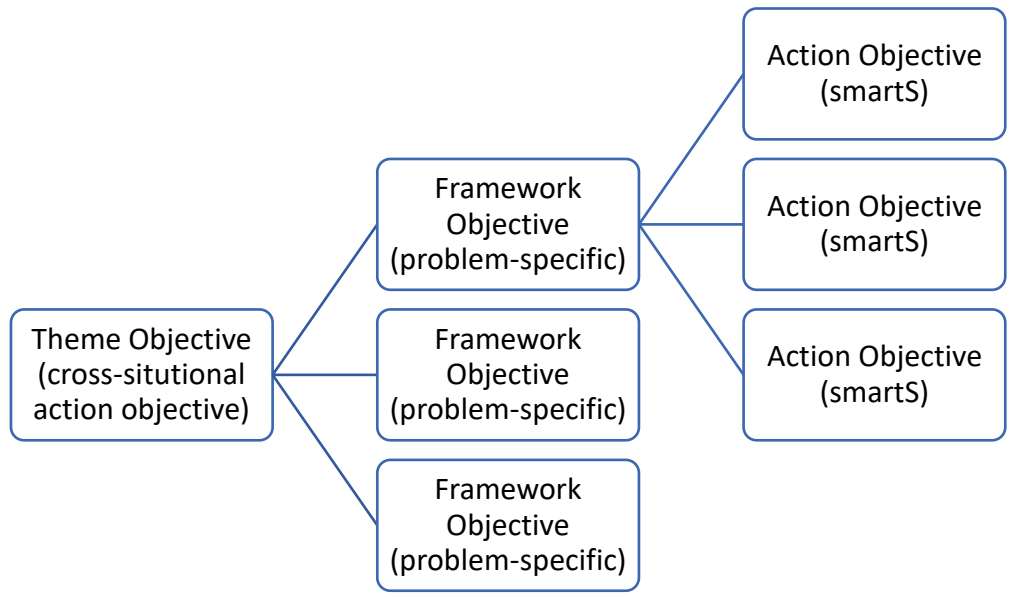 Theme Objective
(cross-situtional
action objective)
Framework
Objective
(problem-specific)
Framework
Objective
(problem-specific)
Framework
Objective
(problem-specific)
Action Objective
(smartS)
Action Objective
(smartS)
Action Objective
(smartS)